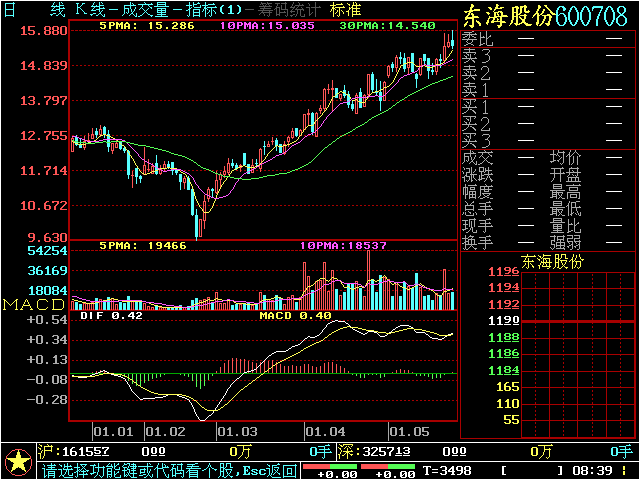 日 线 K线-成交量-指标(1)-筹码统计 标准
东海股份600708
5PMA: 15.286 10PMA:15.035 30PMA:14.540
15.880
14.839
13.797
12.755
11.714
10.672
9.630
委比 — —
卖3 — —
卖2 — —
卖1 — —
买1 — —
买2 — —
买3 — —
成交 — 均价 —
涨跌 — 开盘 —
幅度 — 最高 —
总手 — 最低 —
现手 — 量比 —
换手 — 强弱 —
5PMA: 19466 10PMA:18537
54254
36169
18084
东海股份
1196
1194
1192
1190
1188
1186
1184
165
110
55
MACD
DIF 0.42 MACD 0.40
+0.54
+0.34
+0.13
-0.08
-0.28
01.01 01.02 01.03 01.04 01.05
沪:161557 000 0万 0手 深:325713 000 0万 0手
请选择功能键或代码看个股,Esc返回 +0.00 +0.00 T=3498 [ ] 08:39